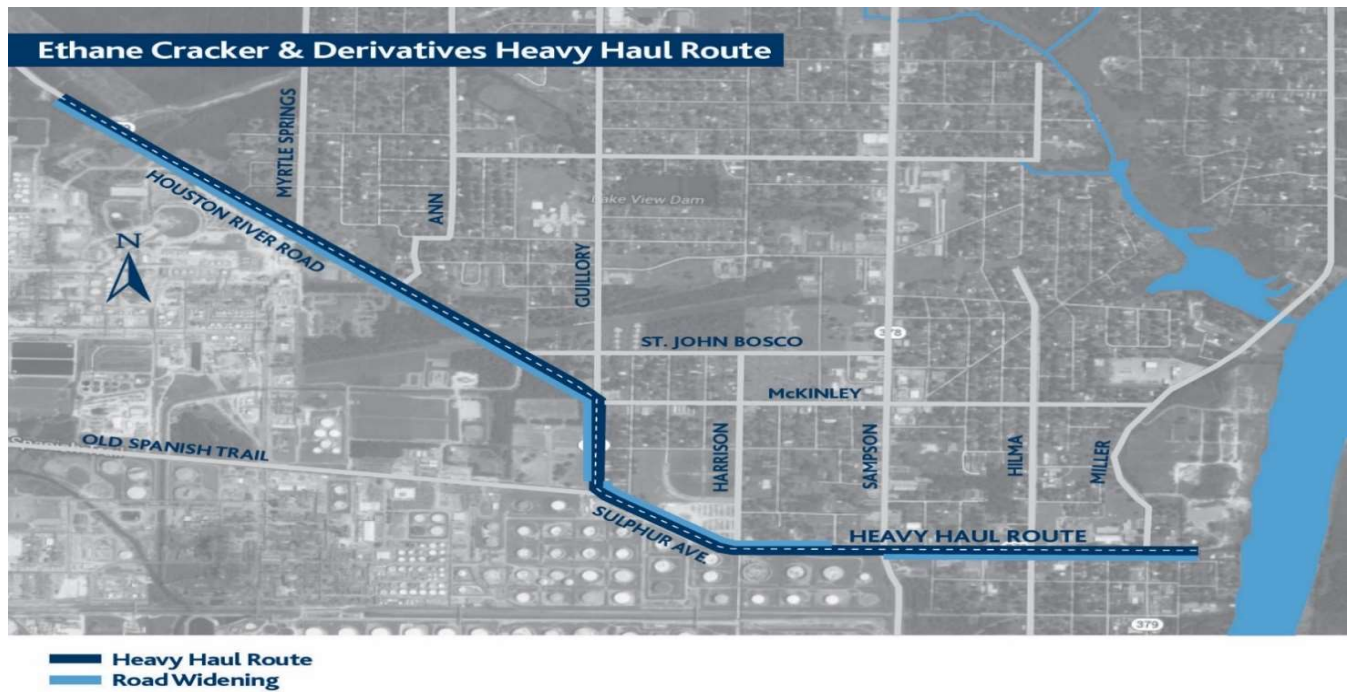 Ethane Cracker & Derivatives Heavy Haul Route
MYRTLE SPRINGS
HOUSTON RIVER ROAD
ANN
Lake View Dam
N
GUILLORY
378
ST. JOHN BOSCO
McKINLEY
OLD SPANISH TRAIL
HARRISON
SAMPSON
HILMA
MILLER
SULPHUR AVE.
HEAVY HAUL ROUTE
379
Heavy Haul Route
Road Widening